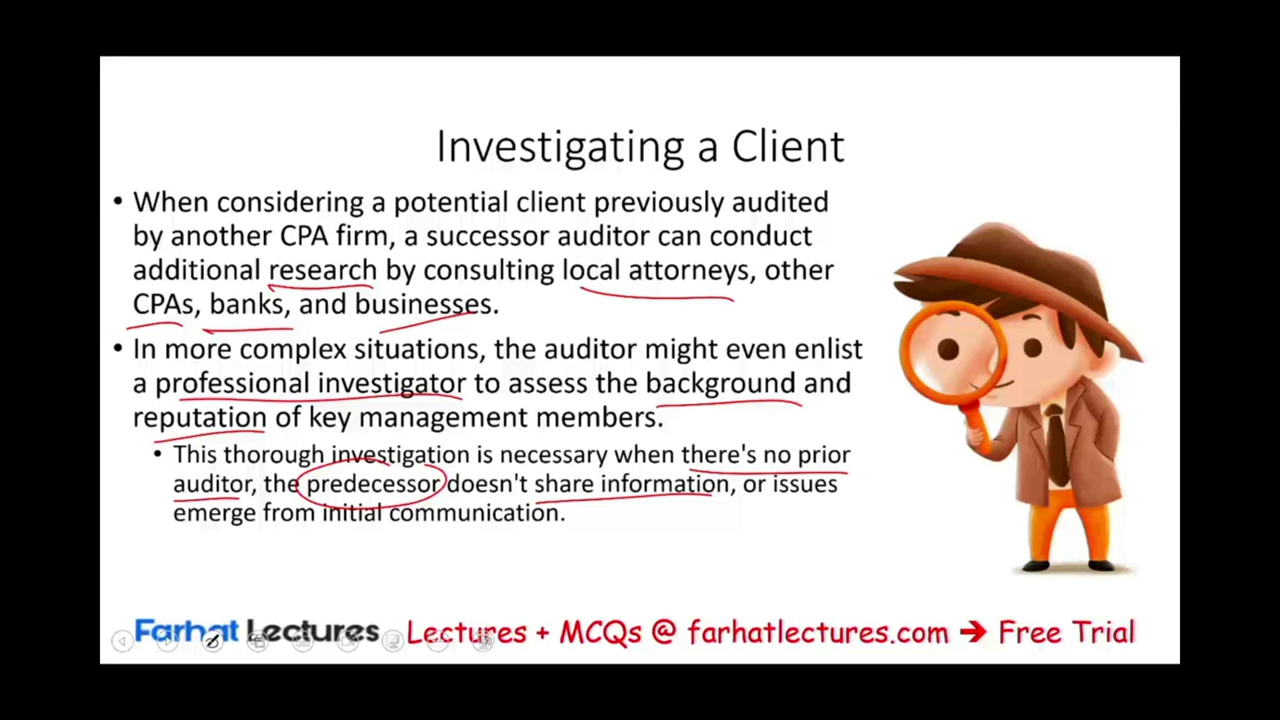 Investigating a Client
• When considering a potential client previously audited
by another CPA firm, a successor auditor can conduct
additional research by consulting local attorneys, other
CPAs, banks, and businesses.
• In more complex situations, the auditor might even enlist
a professional investigator to assess the background and
reputation of key management members.
• This thorough investigation is necessary when there's no prior
auditor, the predecessor doesn't share information, or issues
emerge from initial communication.
Farhat Lectures Lectures + MCQs @ farhatlectures.com ➔ Free Trial